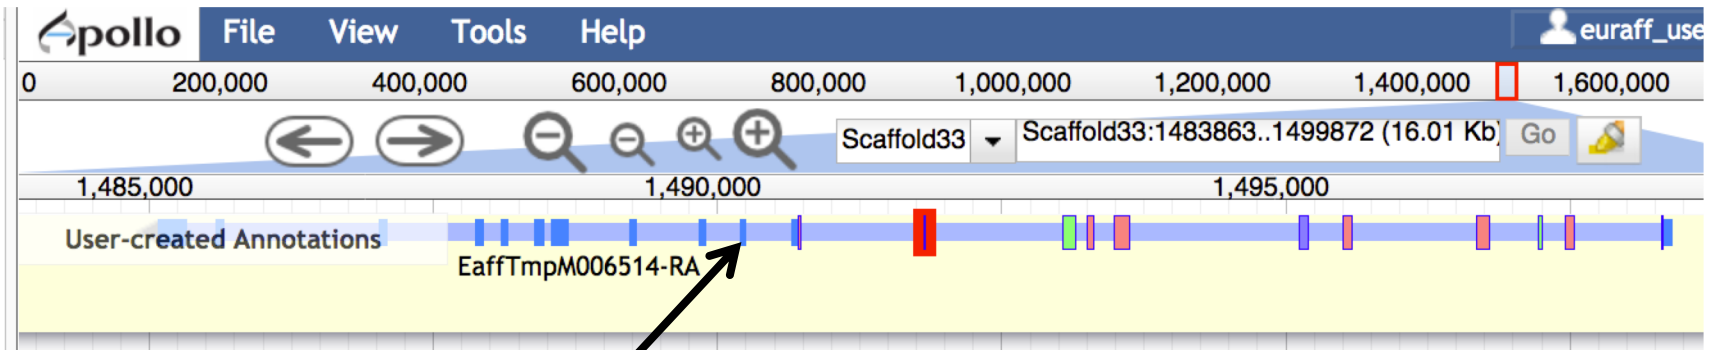 Apollo File View Tools Help euraff_use
0 200,000 400,000 600,000 800,000 1,000,000 1,200,000 1,400,000 1,600,000
Scaffold33 Scaffold33:1483863..1499872 (16.01 Kb) Go
1,485,000 1,490,000 1,495,000
User-created Annotations
EaffTmpM006514-RA